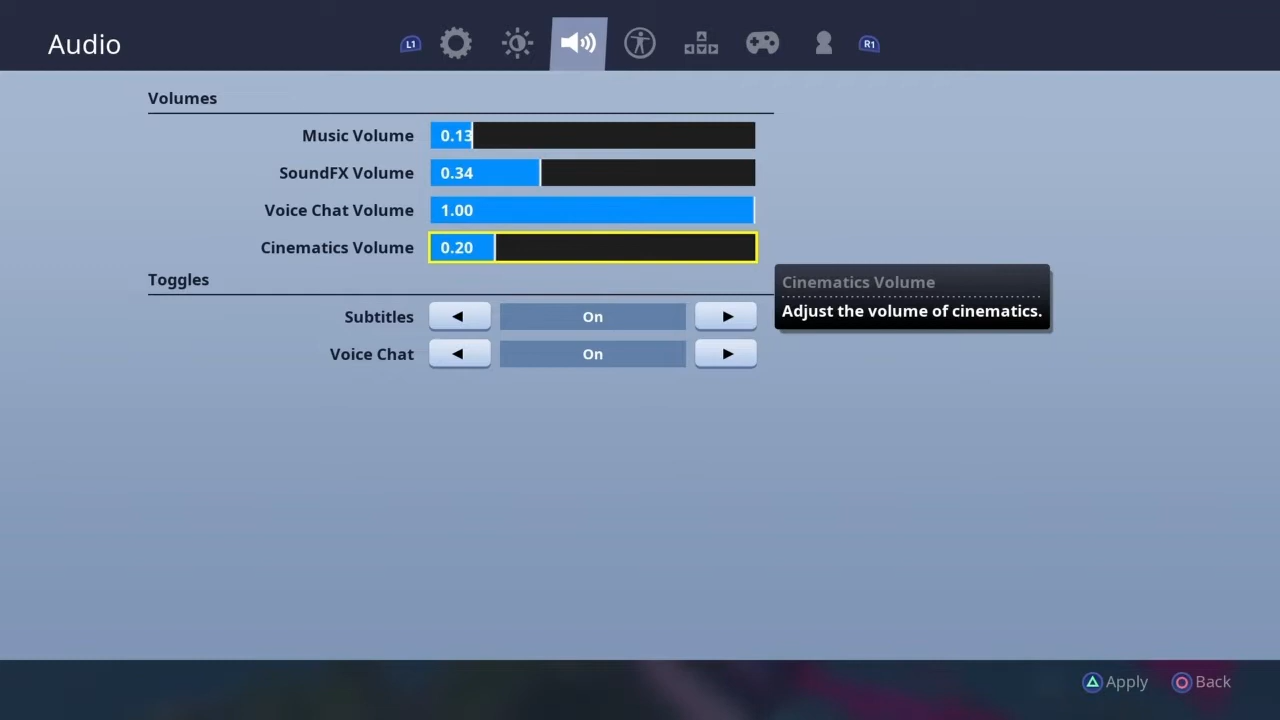 Audio
L1
R1
Volumes
Music Volume 0.13
SoundFX Volume 0.34
Voice Chat Volume 1.00
Cinematics Volume 0.20
Toggles
Cinematics Volume
Adjust the volume of cinematics.
Subtitles On
Voice Chat On
Apply Back